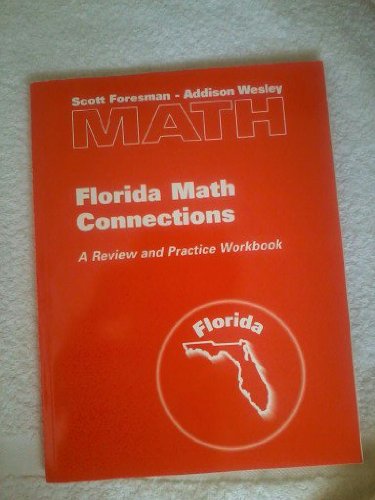 Scott Foresman - Addison Wesley
MATH
Florida Math
Connections
A Review and Practice Workbook
Florida